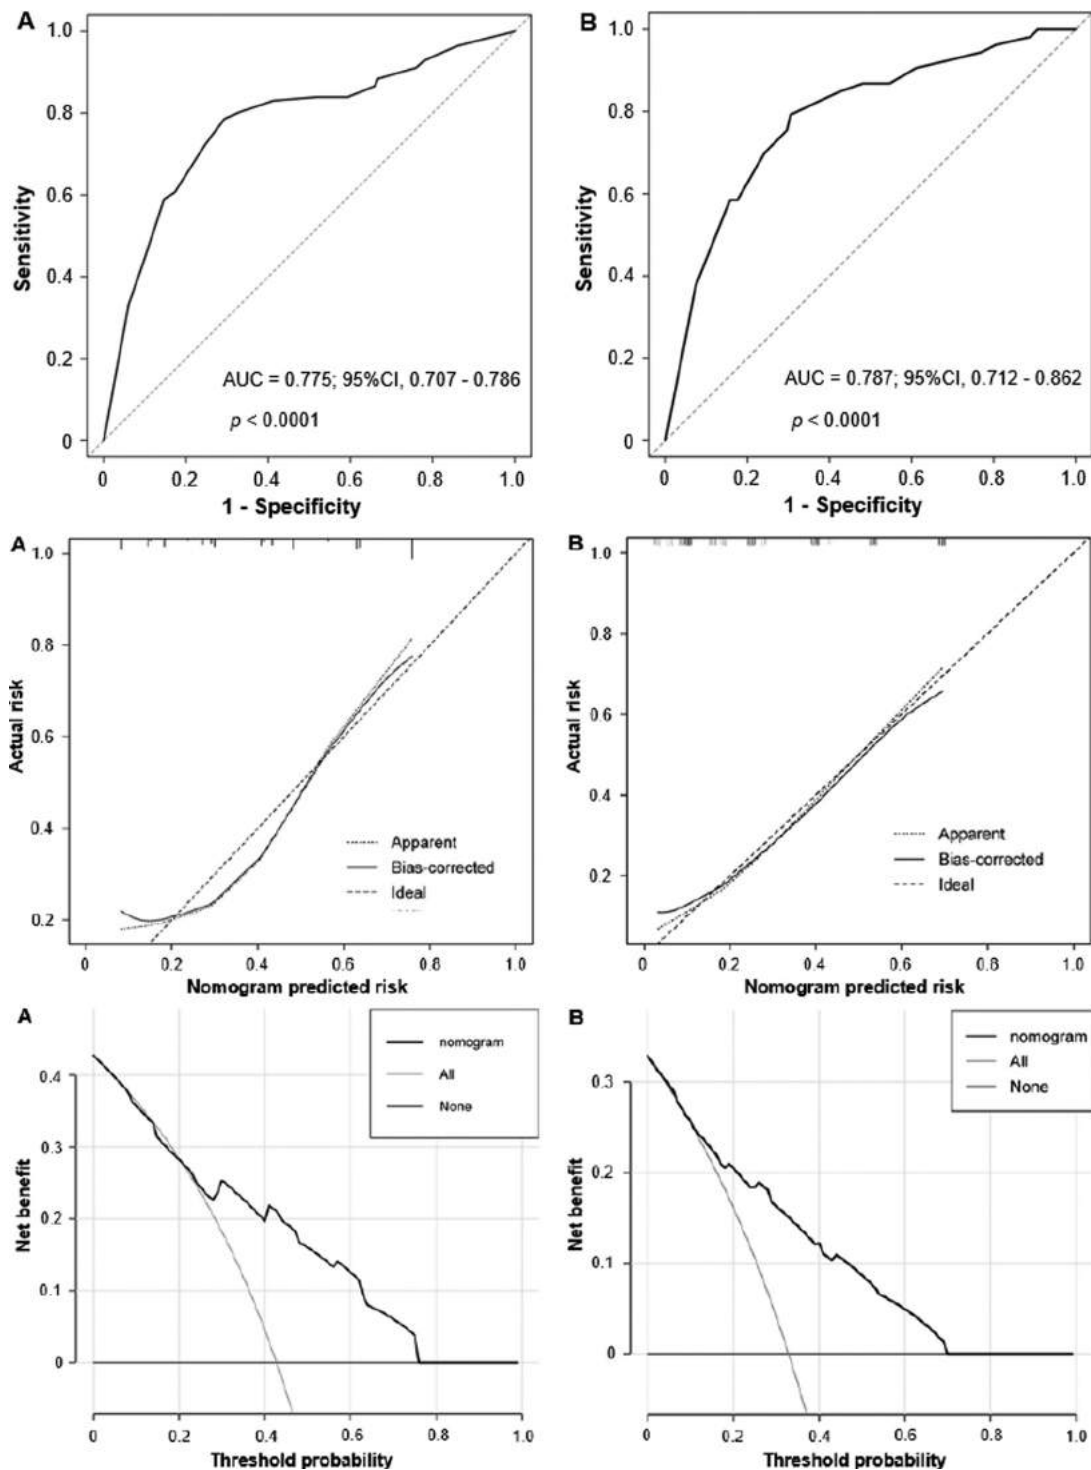 A
1.0
0.8
0.6
0.4
0.2
0
Sensitivity
AUC = 0.775; 95%CI, 0.707 - 0.786
p < 0.0001
0 0.2 0.4 0.6 0.8 1.0
1 - Specificity
B
1.0
0.8
0.6
0.4
0.2
0
Sensitivity
AUC = 0.787; 95%CI, 0.712 - 0.862
p < 0.0001
0 0.2 0.4 0.6 0.8 1.0
1 - Specificity
A
1.0
0.8
0.6
0.4
0.2
Actual risk
Apparent
Bias-corrected
Ideal
0 0.2 0.4 0.6 0.8 1.0
Nomogram predicted risk
B
1.0
0.8
0.6
0.4
0.2
Actual risk
Apparent
Bias-corrected
Ideal
0 0.2 0.4 0.6 0.8 1.0
Nomogram predicted risk
A
nomogram
All
None
0.4
0.3
0.2
0.1
0
Net benefit
0 0.2 0.4 0.6 0.8 1.0
Threshold probability
B
nomogram
All
None
0.3
0.2
0.1
0
Net benefit
0 0.2 0.4 0.6 0.8 1.0
Threshold probability